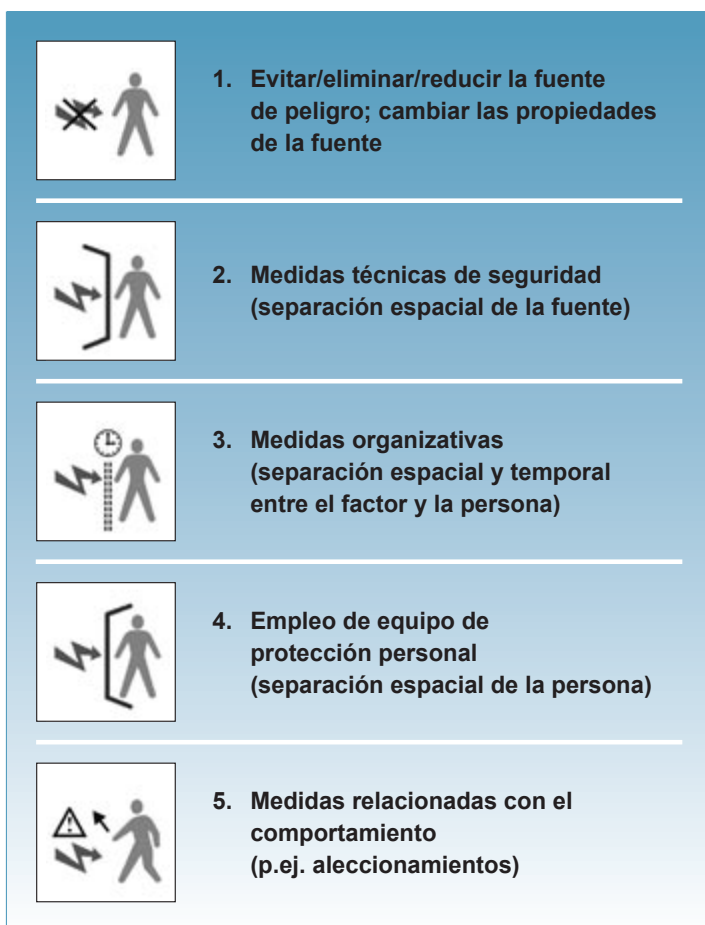 1. Evitar/eliminar/reducir la fuente
de peligro; cambiar las propiedades
de la fuente
2. Medidas técnicas de seguridad
(separación espacial de la fuente)
3. Medidas organizativas
(separación espacial y temporal
entre el factor y la persona)
4. Empleo de equipo de
protección personal
(separación espacial de la persona)
5. Medidas relacionadas con el
comportamiento
(p.ej. aleccionamientos)